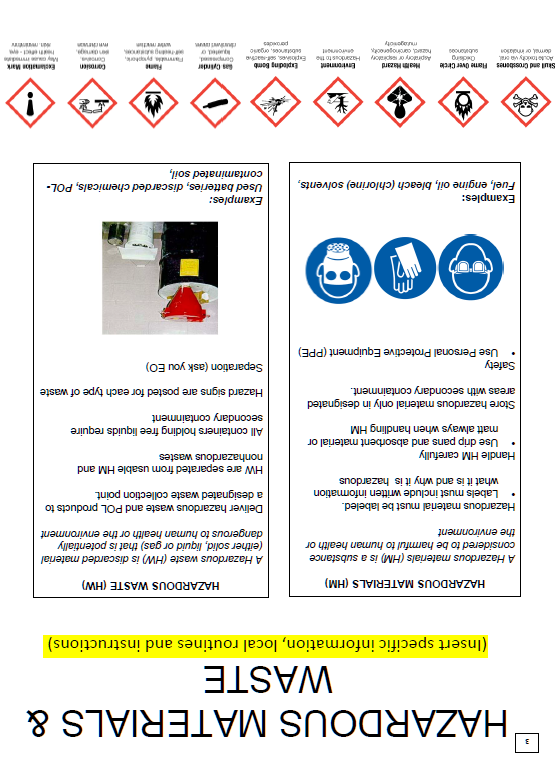 3
HAZARDOUS MATERIALS &
WASTE
(Insert specific information, local routines and instructions)
HAZARDOUS MATERIALS (HM)
A Hazardous materials (HM) is a substance
considered to be harmful to human health or
the environment
Hazardous material must be labeled.
• Labels must include written information
what it is and why it is hazardous
Handle HM carefully
• Use drip pans and absorbent material or
matt always when handling HM
Store hazardous material only in designated
areas with secondary containment.
Safety
• Use Personal Protective Equipment (PPE)
Examples:
Fuel, engine oil, bleach (chlorine) solvents,
HAZARDOUS WASTE (HW)
A Hazardous waste (HW) is discarded material
(either solid, liquid or gas) that is potentially
dangerous to human health or the environment
Deliver hazardous waste and POL products to
a designated waste collection point.
HW are separated from usable HM and
nonhazardous wastes
All containers holding free liquids require
secondary containment
Hazard signs are posted for each type of waste
Separation (ask you EO)
Examples:
Used batteries, discarded chemicals, POL-
contaminated soil,
Skull and Crossbones
Acute toxicity via oral,
dermal, or inhalation
Flame Over Circle
Oxidizing
substances
Health Hazard
Aspiratory or respiratory
hazard, carcinogenicity,
mutagenicity
Environment
Hazardous to the
environment
Exploding Bomb
Explosives, self-reactive
substances, organic
peroxides
Gas Cylinder
Compressed,
liquefied, or
dissolved gases
Flame
Flammable, pyrophoric,
self-heating substances,
water reactive
Corrosion
Corrosive,
skin damage,
eye damage
Exclamation Mark
May cause immediate
health effect - eye,
skin, respiratory